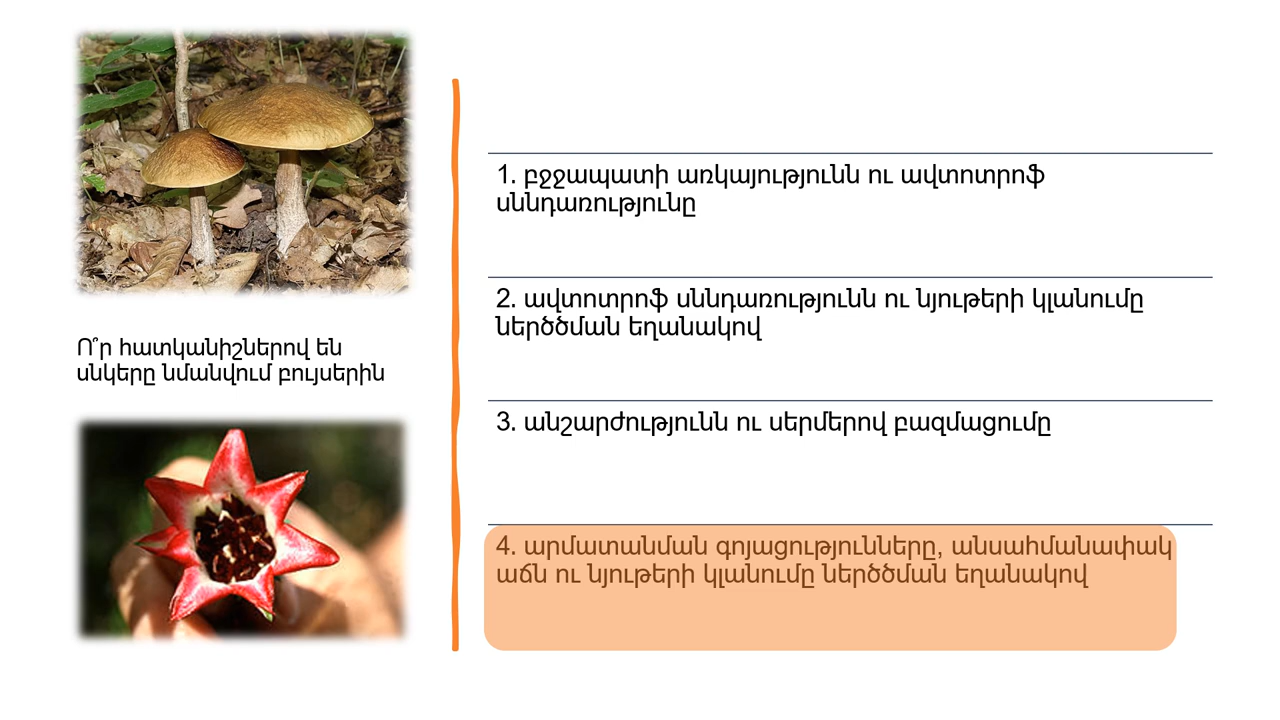 Ո՞ր հատկանիշներով են
սնկերը նմանվում բույսերին
1. բջջապատի առկայությունն ու ավտոտրոֆ
սննդառությունը
2. ավտոտրոֆ սննդառությունն ու նյութերի կլանումը
ներծծման եղանակով
3. անշարժությունն ու սերմերով բազմացումը
4. արմատանման գոյացությունները, անսահմանափակ
աճն ու նյութերի կլանումը ներծծման եղանակով